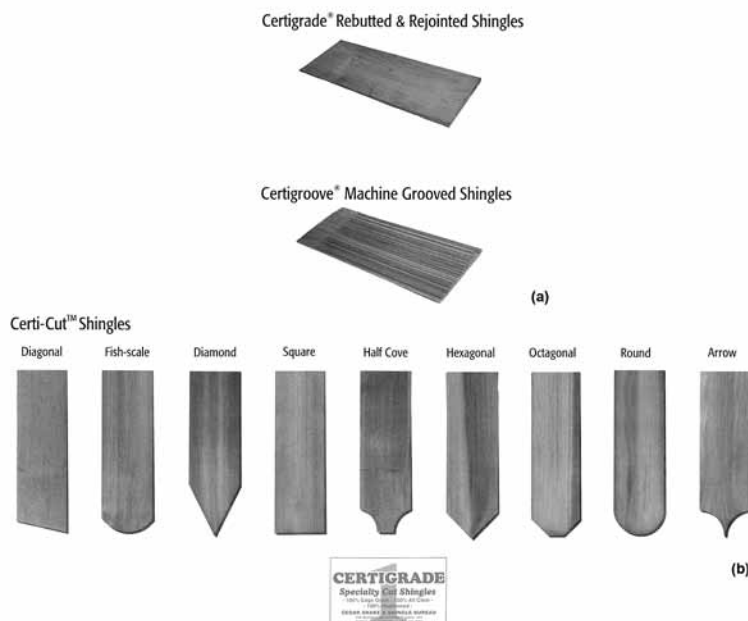 Certigrade® Rebutted & Rejointed Shingles
Certigroove® Machine Grooved Shingles
(a)
Certi-Cut™ Shingles
Diagonal Fish-scale Diamond Square Half Cove Hexagonal Octagonal Round Arrow
(b)
CERTIGRADE
Specialty Cut Shingles
CEDAR SHAKE & SHINGLE BUREAU